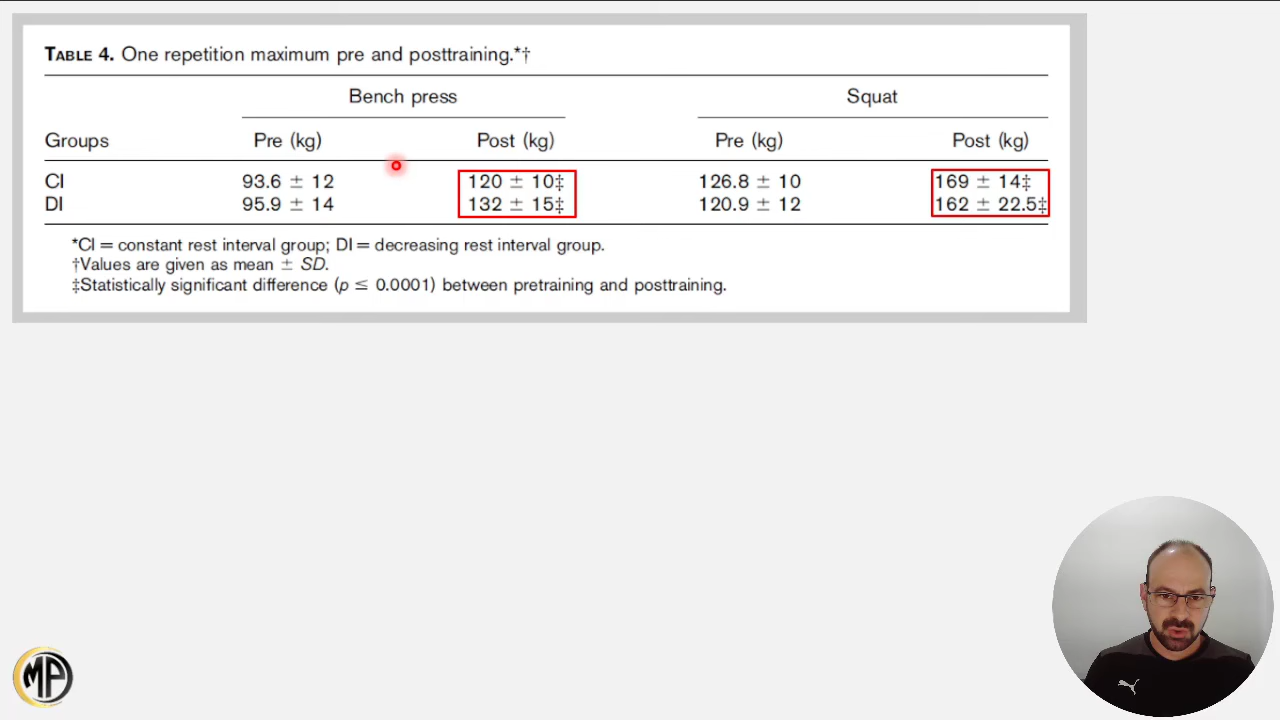 TABLE 4. One repetition maximum pre and posttraining.*†
Bench press Squat
Groups Pre (kg) Post (kg) Pre (kg) Post (kg)
CI 93.6 ± 12 120 ± 10‡ 126.8 ± 10 169 ± 14‡
DI 95.9 ± 14 132 ± 15‡ 120.9 ± 12 162 ± 22.5‡
*CI = constant rest interval group; DI = decreasing rest interval group.
†Values are given as mean ± SD.
‡Statistically significant difference (p ≤ 0.0001) between pretraining and posttraining.
MP